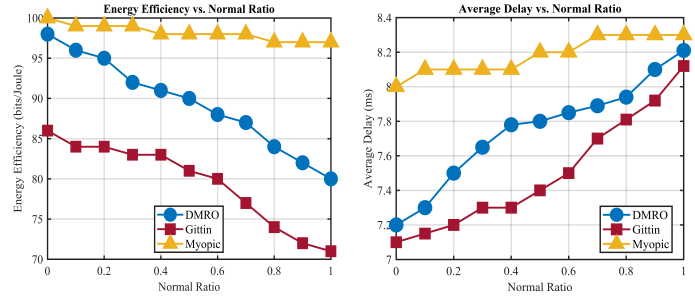 Energy Efficiency vs. Normal Ratio
100
95
90
85
80
75
70
Energy Efficiency (bits/Joule)
0
0.2
0.4
0.6
0.8
1
Normal Ratio
DMRO
Gittin
Myopic
Average Delay vs. Normal Ratio
8.4
8.2
8
7.8
7.6
7.4
7.2
7
Average Delay (ms)
0
0.2
0.4
0.6
0.8
1
Normal Ratio
DMRO
Gittin
Myopic